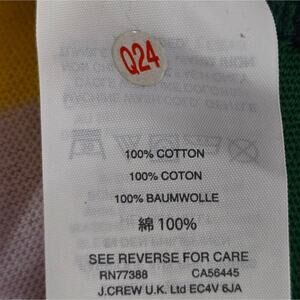 Q24
100% COTTON
100% COTON
100% BAUMWOLLE
綿 100%
SEE REVERSE FOR CARE
RN77388 CA56445
J.CREW U.K. Ltd EC4V 6JA